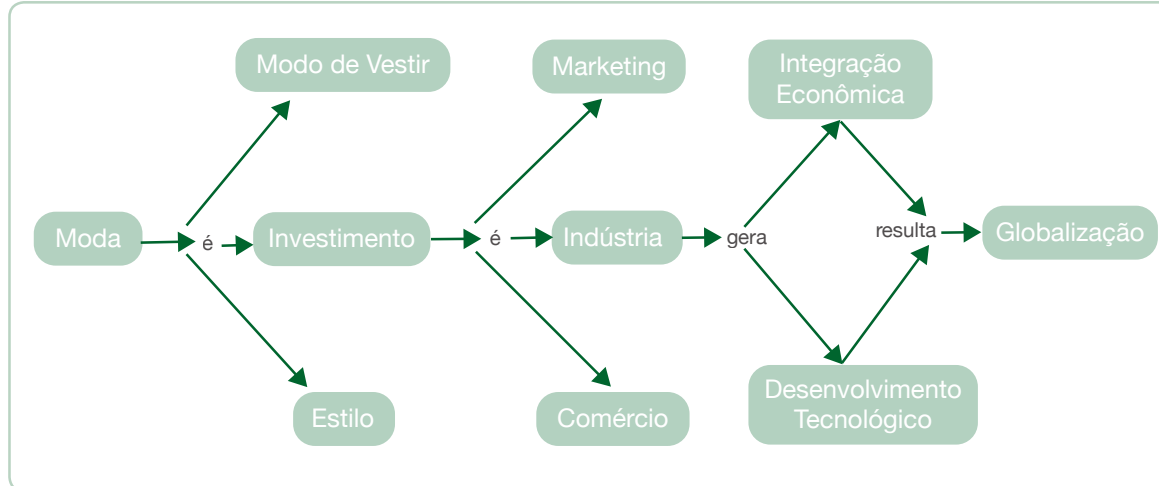 Modo de Vestir
Marketing
Integração
Econômica
Moda
é
Investimento
é
Indústria
gera
resulta
Globalização
Estilo
Comércio
Desenvolvimento
Tecnológico